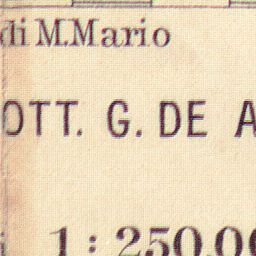 di M.Mario
OTT. G. DE A
1 : 250.00